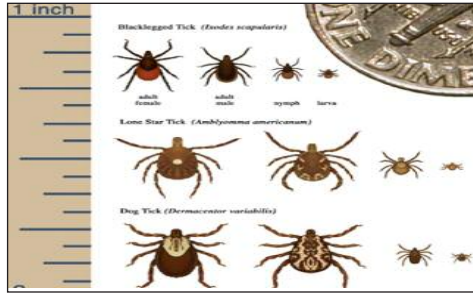 1 inch
Blacklegged Tick (Ixodes scapularis)
ONE DIME
adult female
adult male
nymph
larva
Lone Star Tick (Amblyomma americanum)
Dog Tick (Dermacentor variabilis)